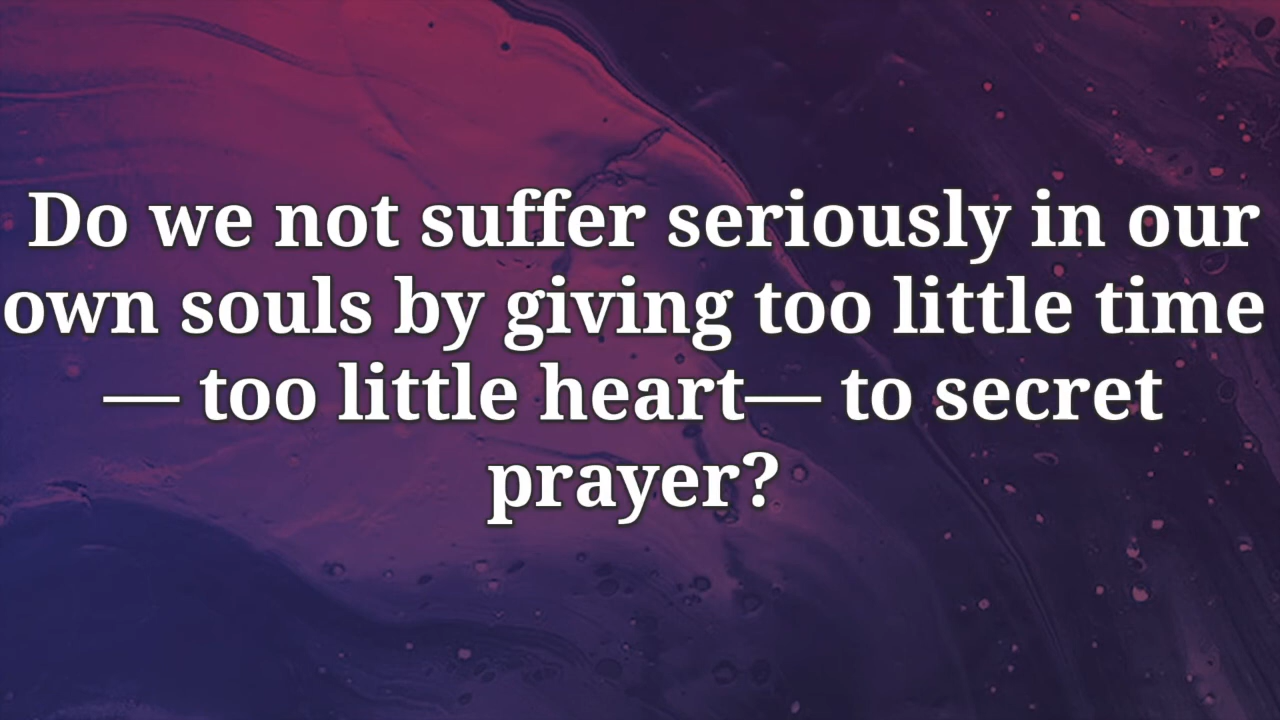 Do we not suffer seriously in our
own souls by giving too little time
— too little heart— to secret
prayer?